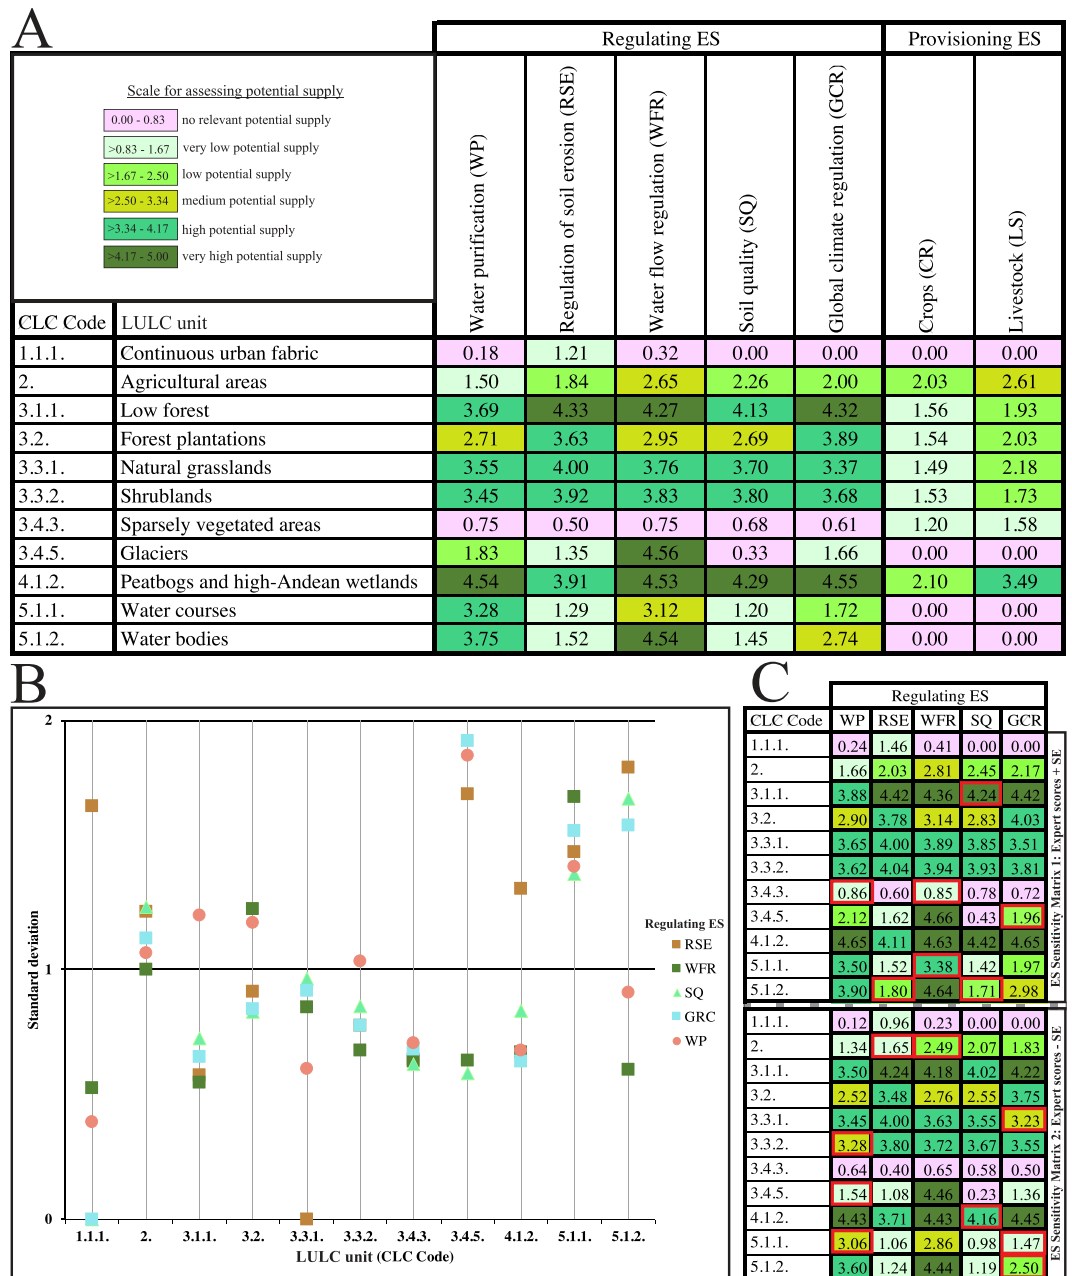 A
Regulating ES Provisioning ES
Scale for assessing potential supply
0.00 - 0.83 no relevant potential supply
>0.83 - 1.67 very low potential supply
>1.67 - 2.50 low potential supply
>2.50 - 3.34 medium potential supply
>3.34 - 4.17 high potential supply
>4.17 - 5.00 very high potential supply
Water purification (WP)
Regulation of soil erosion (RSE)
Water flow regulation (WFR)
Soil quality (SQ)
Global climate regulation (GCR)
Crops (CR)
Livestock (LS)
CLC Code LULC unit
1.1.1. Continuous urban fabric 0.18 1.21 0.32 0.00 0.00 0.00 0.00
2. Agricultural areas 1.50 1.84 2.65 2.26 2.00 2.03 2.61
3.1.1. Low forest 3.69 4.33 4.27 4.13 4.32 1.56 1.93
3.2. Forest plantations 2.71 3.63 2.95 2.69 3.89 1.54 2.03
3.3.1. Natural grasslands 3.55 4.00 3.76 3.70 3.37 1.49 2.18
3.3.2. Shrublands 3.45 3.92 3.83 3.80 3.68 1.53 1.73
3.4.3. Sparsely vegetated areas 0.75 0.50 0.75 0.68 0.61 1.20 1.58
3.4.5. Glaciers 1.83 1.35 4.56 0.33 1.66 0.00 0.00
4.1.2. Peatbogs and high-Andean wetlands 4.54 3.91 4.53 4.29 4.55 2.10 3.49
5.1.1. Water courses 3.28 1.29 3.12 1.20 1.72 0.00 0.00
5.1.2. Water bodies 3.75 1.52 4.54 1.45 2.74 0.00 0.00
B
2
1
0
Standard deviation
1.1.1. 2. 3.1.1. 3.2. 3.3.1. 3.3.2. 3.4.3. 3.4.5. 4.1.2. 5.1.1. 5.1.2.
LULC unit (CLC Code)
Regulating ES
RSE
WFR
SQ
GRC
WP
C
Regulating ES
CLC Code WP RSE WFR SQ GCR
1.1.1. 0.24 1.46 0.41 0.00 0.00
2. 1.66 2.03 2.81 2.45 2.17
3.1.1. 3.88 4.42 4.36 4.24 4.42
3.2. 2.90 3.78 3.14 2.83 4.03
3.3.1. 3.65 4.00 3.89 3.85 3.51
3.3.2. 3.62 4.04 3.94 3.93 3.81
3.4.3. 0.86 0.60 0.85 0.78 0.72
3.4.5. 2.12 1.62 4.66 0.43 1.96
4.1.2. 4.65 4.11 4.63 4.42 4.65
5.1.1. 3.50 1.52 3.38 1.42 1.97
5.1.2. 3.90 1.80 4.64 1.71 2.98
ES Sensitivity Matrix 1: Expert scores + SE
1.1.1. 0.12 0.96 0.23 0.00 0.00
2. 1.34 1.65 2.49 2.07 1.83
3.1.1. 3.50 4.24 4.18 4.02 4.22
3.2. 2.52 3.48 2.76 2.55 3.75
3.3.1. 3.45 4.00 3.63 3.55 3.23
3.3.2. 3.28 3.80 3.72 3.67 3.55
3.4.3. 0.64 0.40 0.65 0.58 0.50
3.4.5. 1.54 1.08 4.46 0.23 1.36
4.1.2. 4.43 3.71 4.43 4.16 4.45
5.1.1. 3.06 1.06 2.86 0.98 1.47
5.1.2. 3.60 1.24 4.44 1.19 2.50
ES Sensitivity Matrix 2: Expert scores - SE